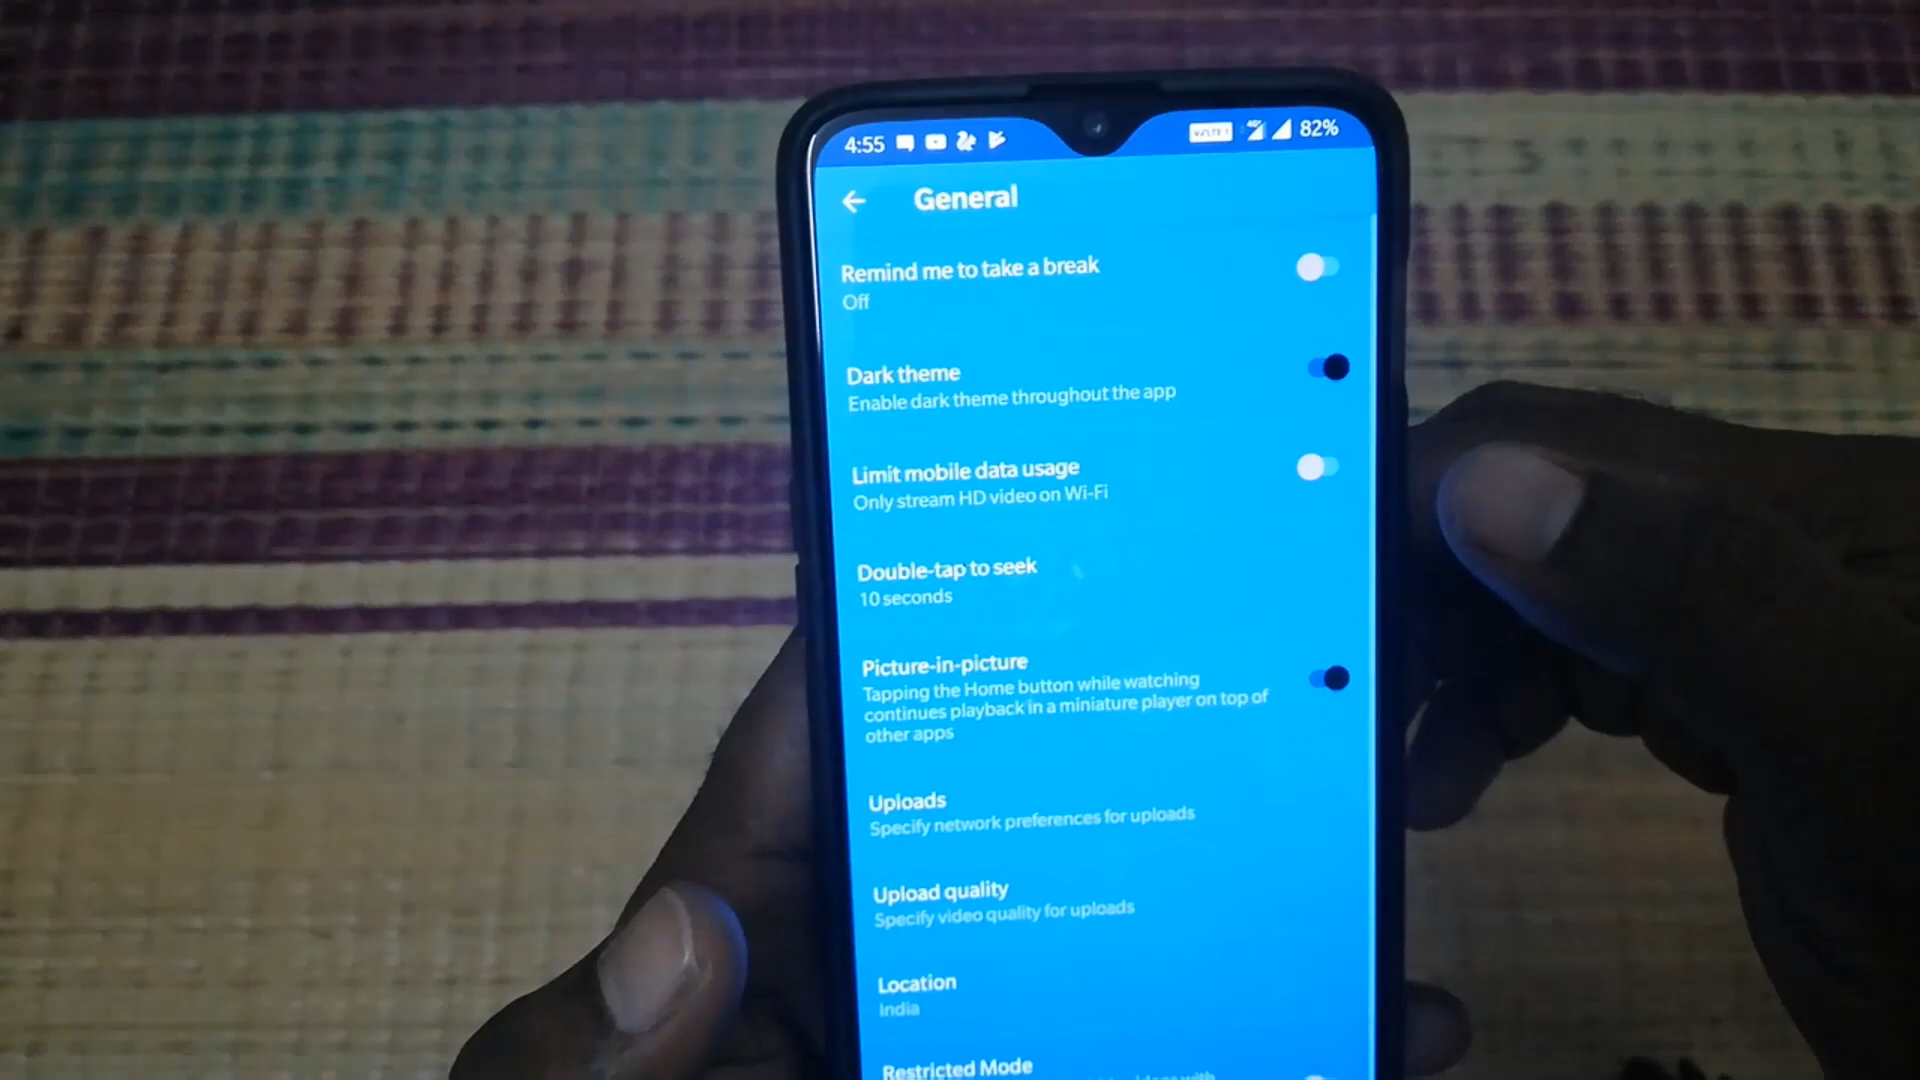 4:55
82%
General
Remind me to take a break
Off
Dark theme
Enable dark theme throughout the app
Limit mobile data usage
Only stream HD video on Wi-Fi
Double-tap to seek
10 seconds
Picture-in-picture
Tapping the Home button while watching
continues playback in a miniature player on top of
other apps
Uploads
Specify network preferences for uploads
Upload quality
Specify video quality for uploads
Location
India
Restricted Mode